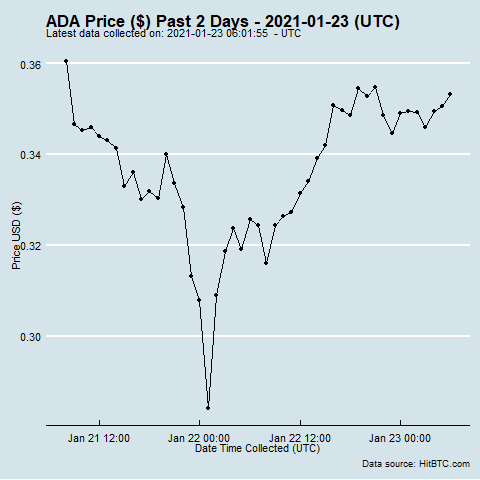 ADA Price ($) Past 2 Days - 2021-01-23 (UTC)
Latest data collected on: 2021-01-23 06:01:55 - UTC
0.36
0.34
0.32
0.30
Price USD ($)
Jan 21 12:00
Jan 22 00:00
Jan 22 12:00
Jan 23 00:00
Date Time Collected (UTC)
Data source: HitBTC.com